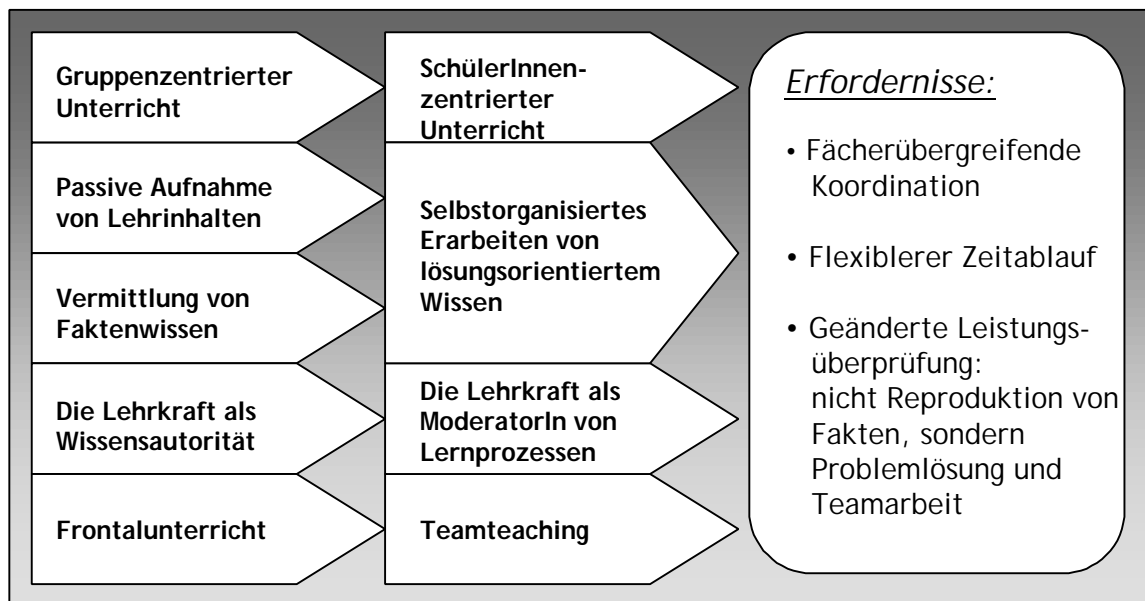 Gruppenzentrierter
Unterricht
Passive Aufnahme
von Lehrinhalten
Vermittlung von
Faktenwissen
Die Lehrkraft als
Wissensautorität
Frontalunterricht
SchülerInnen-
zentrierter
Unterricht
Selbstorganisiertes
Erarbeiten von
lösungsorientiertem
Wissen
Die Lehrkraft als
ModeratorIn von
Lernprozessen
Teamteaching
Erfordernisse:
• Fächerübergreifende
Koordination
• Flexiblerer Zeitablauf
• Geänderte Leistungs-
überprüfung:
nicht Reproduktion von
Fakten, sondern
Problemlösung und
Teamarbeit